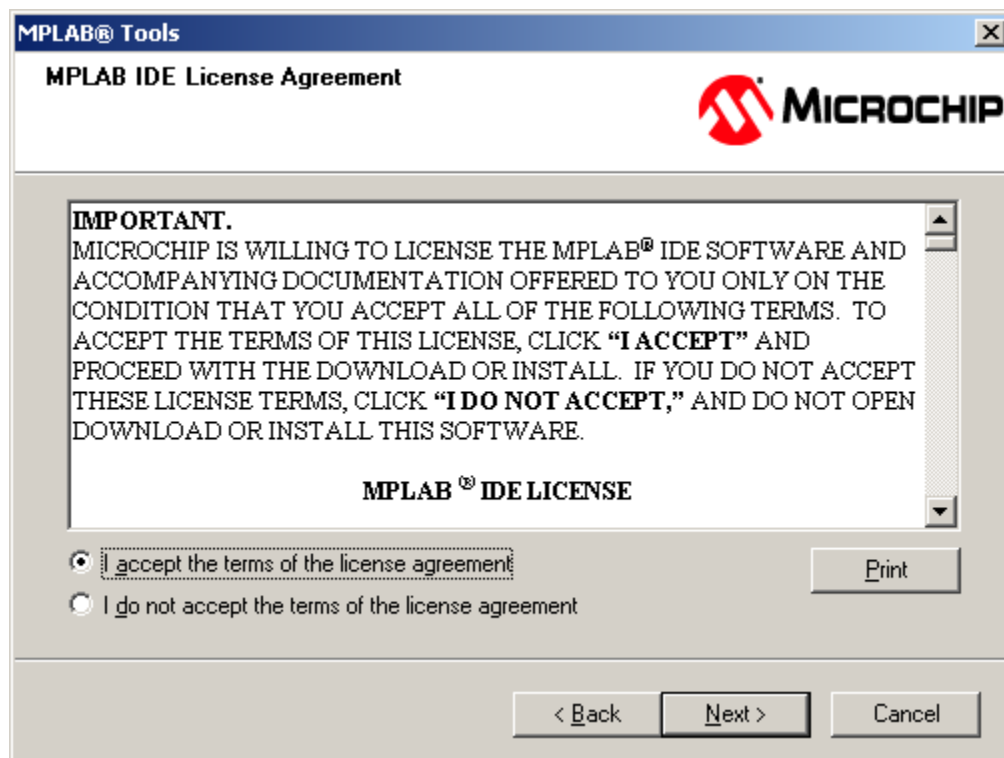 MPLAB® Tools
MPLAB IDE License Agreement
MICROCHIP
IMPORTANT.
MICROCHIP IS WILLING TO LICENSE THE MPLAB® IDE SOFTWARE AND
ACCOMPANYING DOCUMENTATION OFFERED TO YOU ONLY ON THE
CONDITION THAT YOU ACCEPT ALL OF THE FOLLOWING TERMS.  TO
ACCEPT THE TERMS OF THIS LICENSE, CLICK “I ACCEPT” AND
PROCEED WITH THE DOWNLOAD OR INSTALL.  IF YOU DO NOT ACCEPT
THESE LICENSE TERMS, CLICK “I DO NOT ACCEPT,” AND DO NOT OPEN
DOWNLOAD OR INSTALL THIS SOFTWARE.
MPLAB ® IDE LICENSE
I accept the terms of the license agreement
Print
I do not accept the terms of the license agreement
< Back
Next >
Cancel